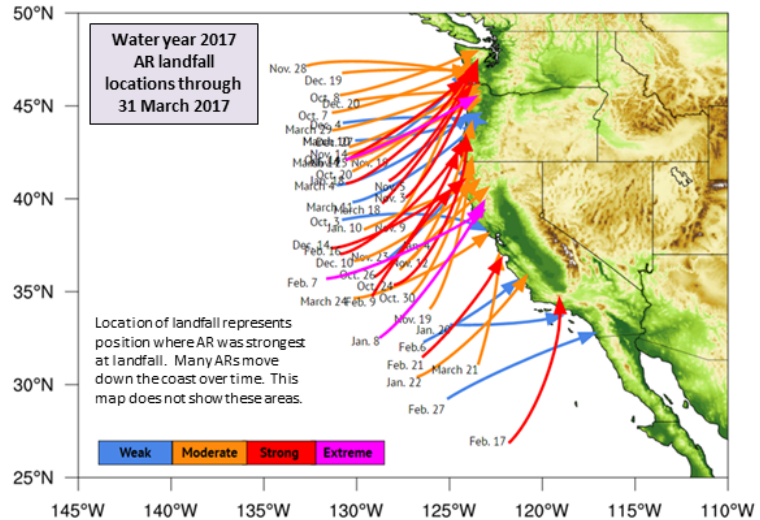 50°N
Water year 2017
AR landfall
locations through
31 March 2017
Nov. 28
Dec. 19
Oct. 8
Dec. 20
45°N
Oct. 7
Dec. 4
March 29
Nov. 14
Nov. 19
Oct. 20
March 4
Nov. 5
Nov. 3
40°N
March 11
March 18
Oct. 3
Jan. 10
Nov. 9
Dec. 14
Feb. 16
Dec. 10
Nov. 23
Nov. 12
Oct. 26
Feb. 7
Oct. 24
35°N
March 24
Feb. 9
Oct. 30
Nov. 19
Location of landfall represents
position where AR was strongest
at landfall. Many ARs move
down the coast over time. This
map does not show these areas.
Jan. 8
Feb.6
Feb. 21
March 21
Jan. 22
30°N
Feb. 27
Feb. 17
Weak Moderate Strong Extreme
25°N
145°W 140°W 135°W 130°W 125°W 120°W 115°W 110°W